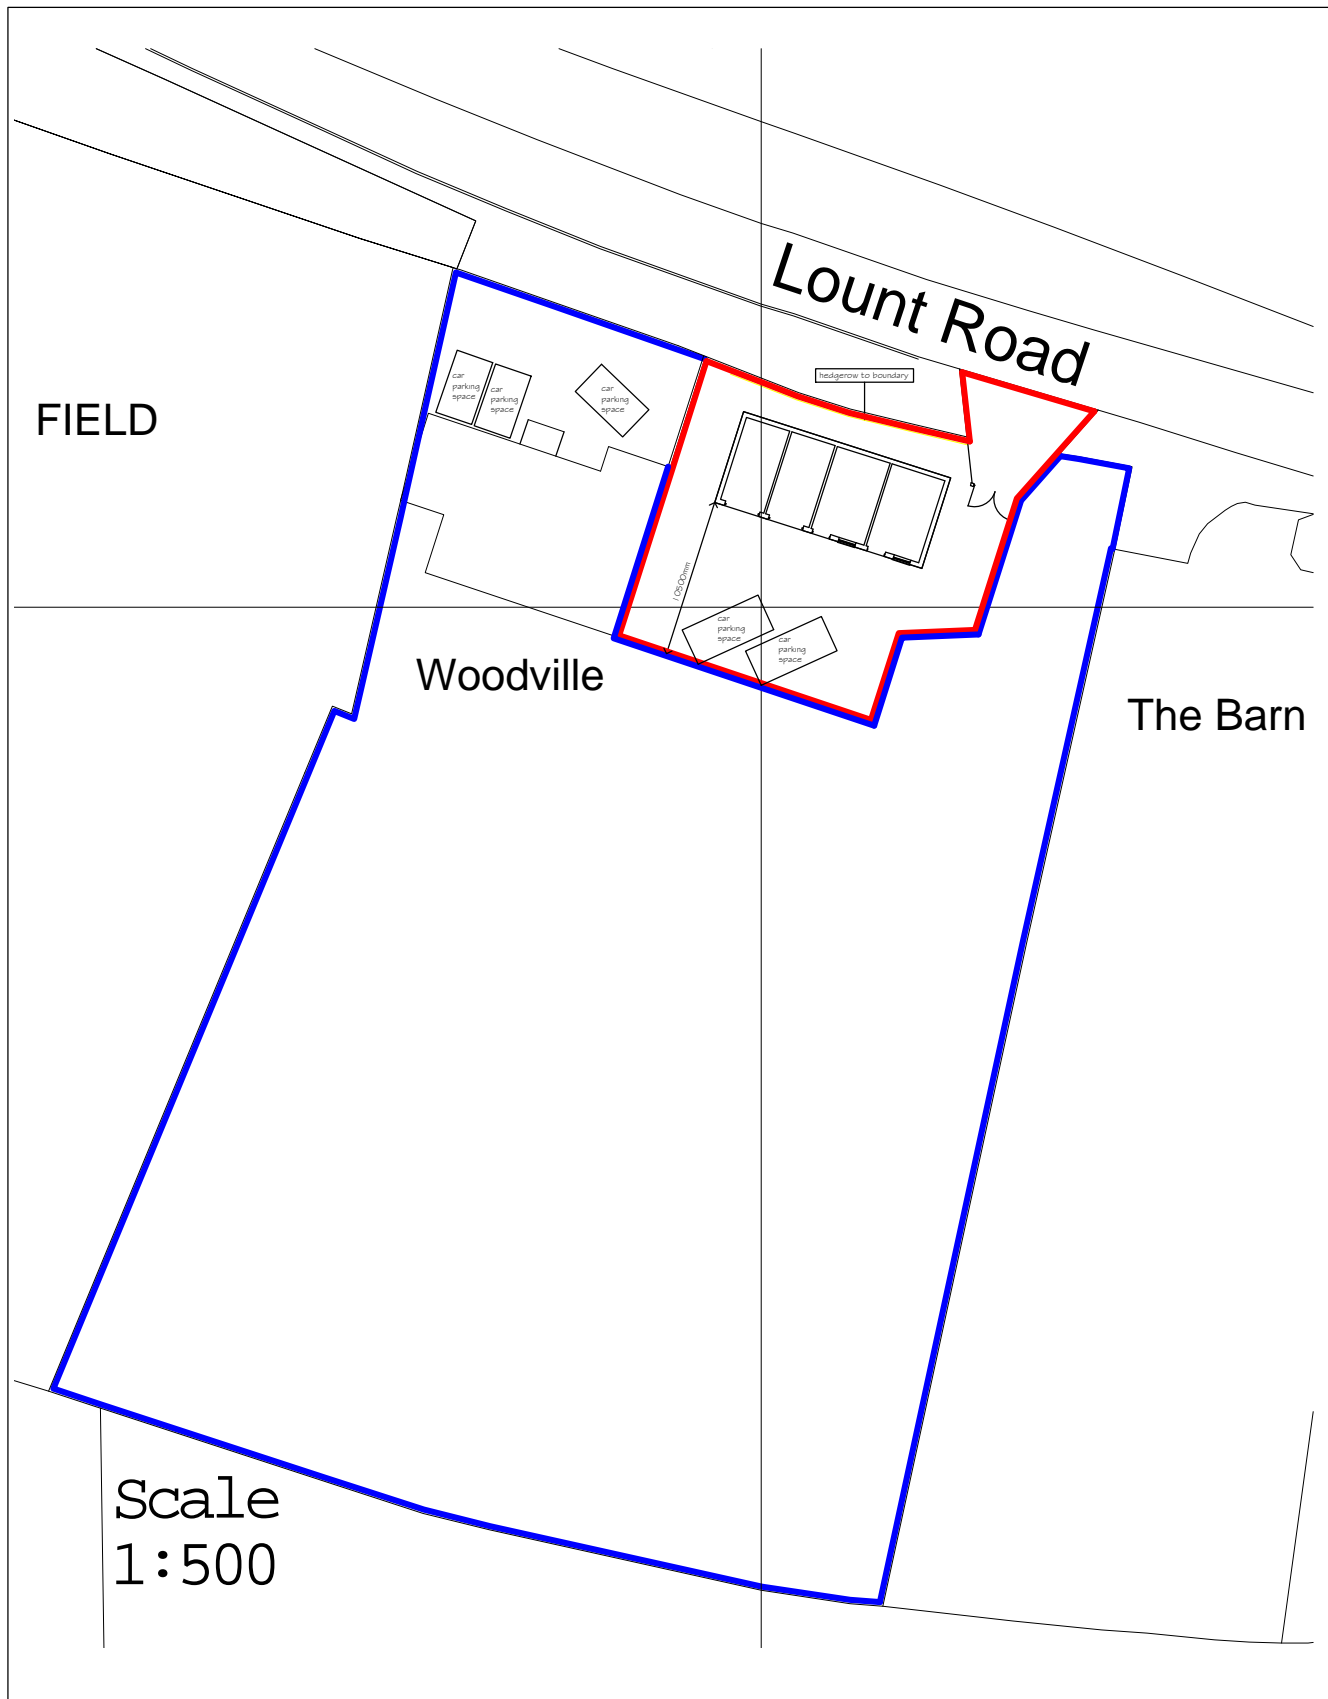 Lount Road
hedgerow to boundary
car
parking
space
car
parking
space
car
parking
space
FIELD
10500mm
car
parking
space
car
parking
space
Woodville
The Barn
Scale
1:500